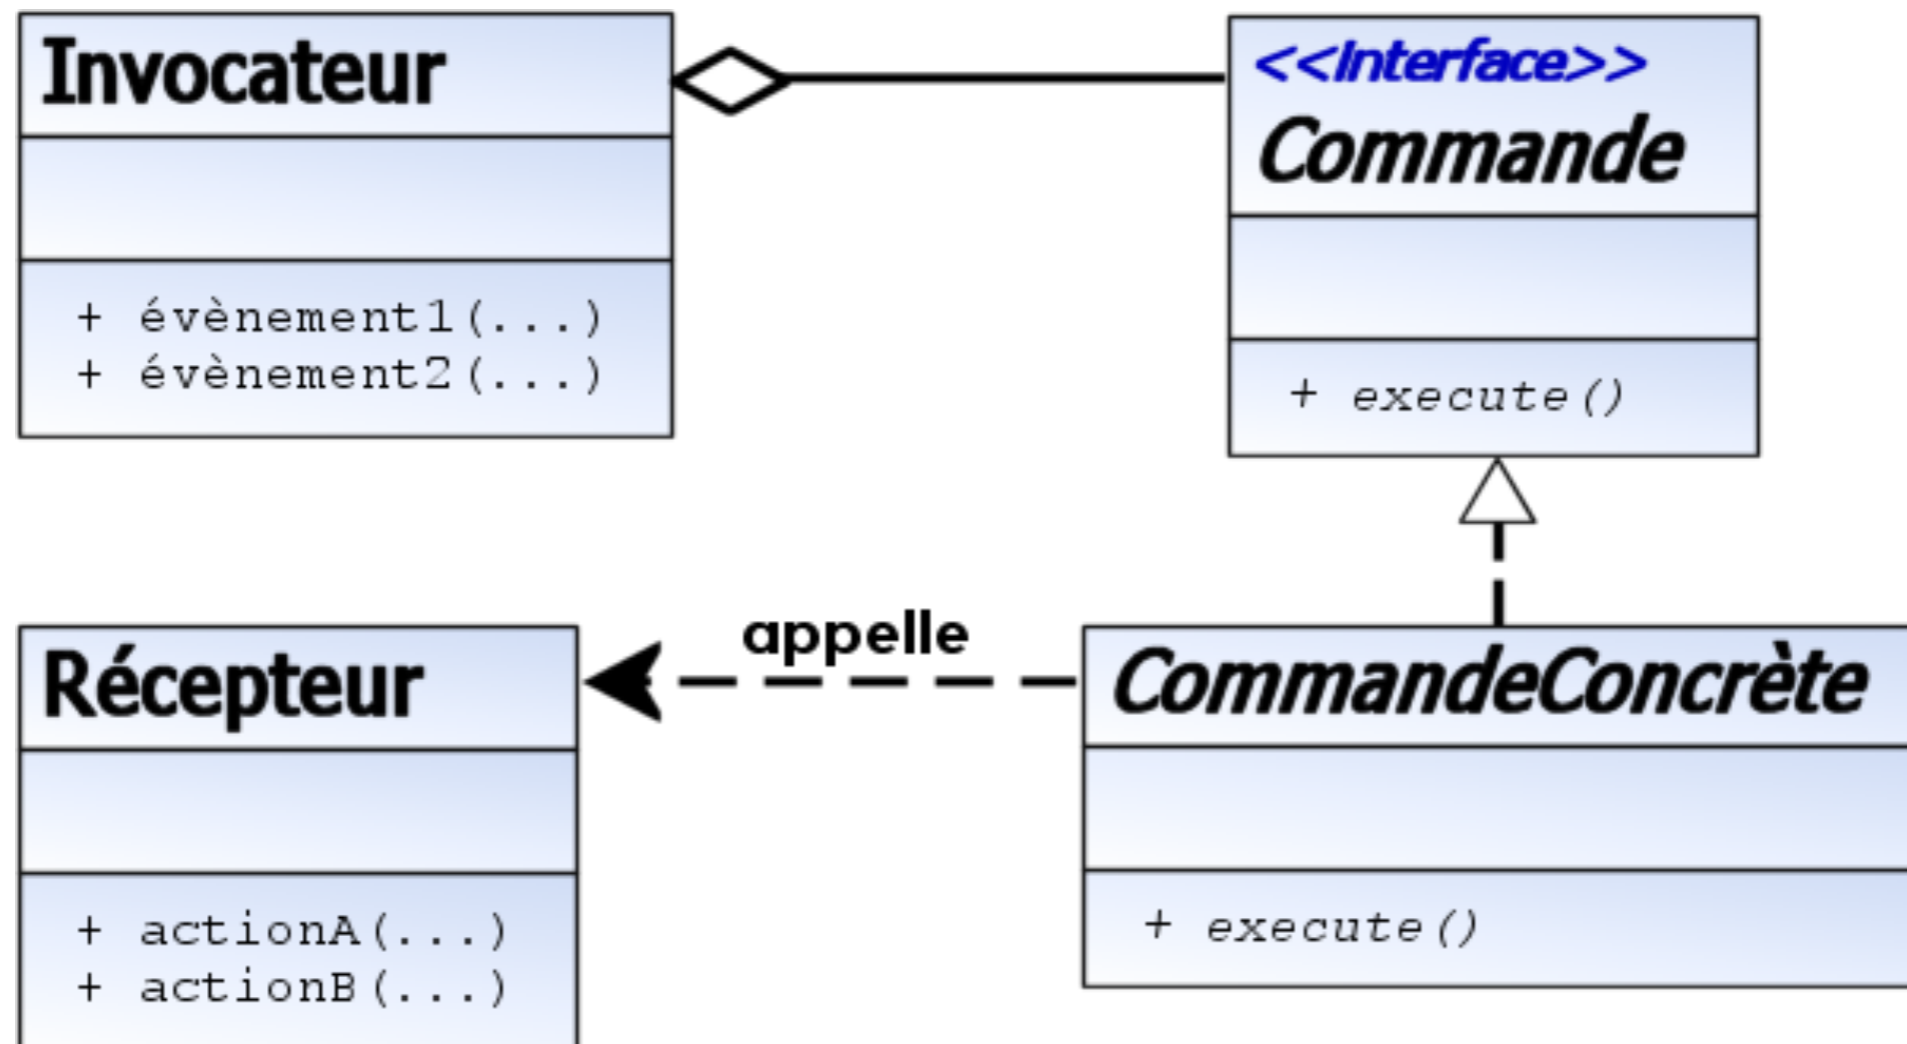 Invocateur
+ évènement1(...)
+ évènement2(...)
<<Interface>>
Commande
+ execute()
appelle
Récepteur
+ actionA(...)
+ actionB(...)
CommandeConcrète
+ execute()